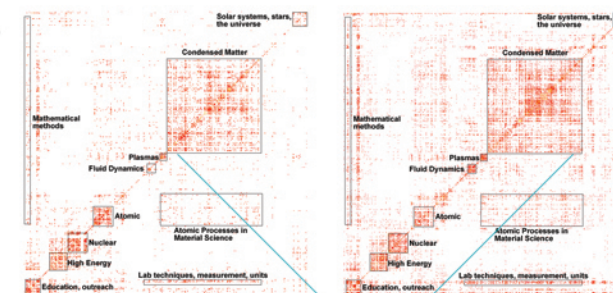 Solar systems, stars,
the universe
Condensed Matter
Mathematical
methods
Plasmas
Fluid Dynamics
Atomic
Atomic Processes in
Material Science
Nuclear
High Energy
Lab techniques, measurement, units
Education, outreach
Solar systems, stars,
the universe
Condensed Matter
Mathematical
methods
Plasmas
Fluid Dynamics
Atomic
Atomic Processes in
Material Science
Nuclear
High Energy
Lab techniques, measurement, units
Education, outreach